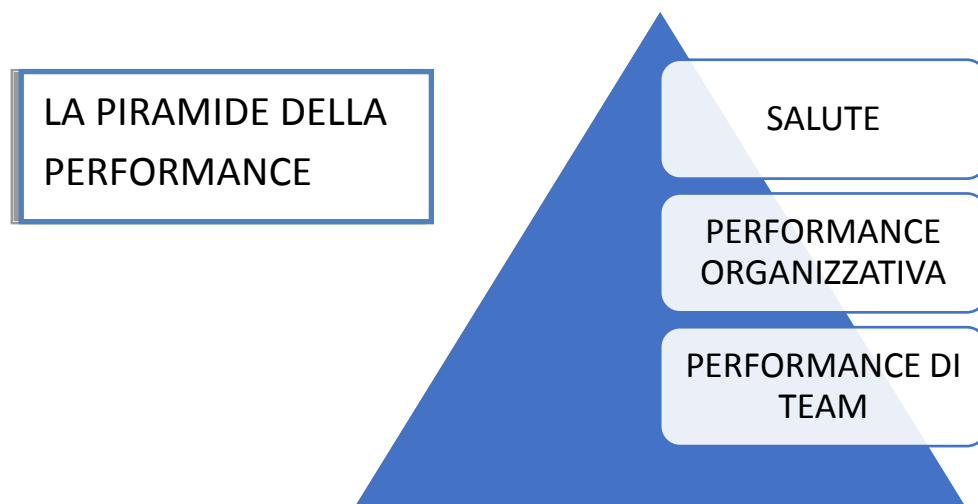 LA PIRAMIDE DELLA
PERFORMANCE
SALUTE
PERFORMANCE
ORGANIZZATIVA
PERFORMANCE DI
TEAM